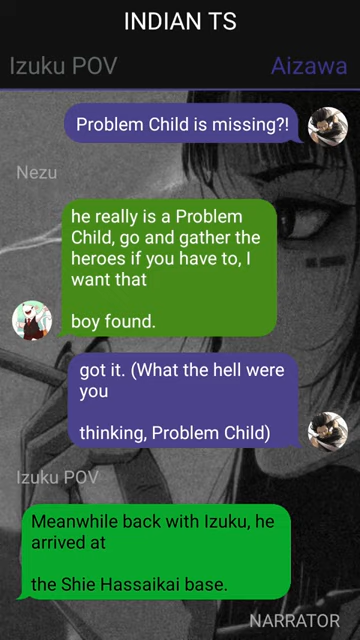 INDIAN TS
Izuku POV
Aizawa
Problem Child is missing?!
Nezu
he really is a Problem
Child, go and gather the
heroes if you have to, I
want that
boy found.
got it. (What the hell were
you
thinking, Problem Child)
Izuku POV
Meanwhile back with Izuku, he
arrived at
the Shie Hassaikai base.
NARRATOR